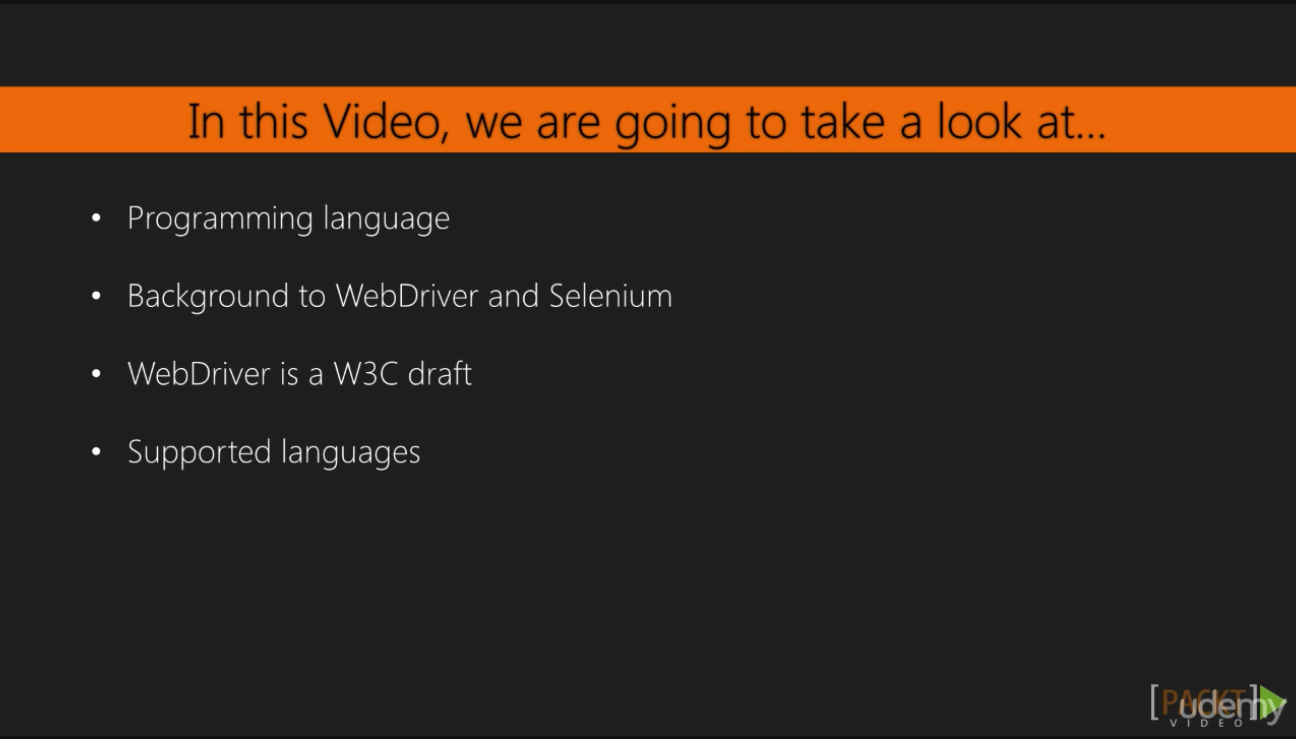 In this Video, we are going to take a look at...
• Programming language
• Background to WebDriver and Selenium
• WebDriver is a W3C draft
• Supported languages
[PACKT]
udemy
VIDEO